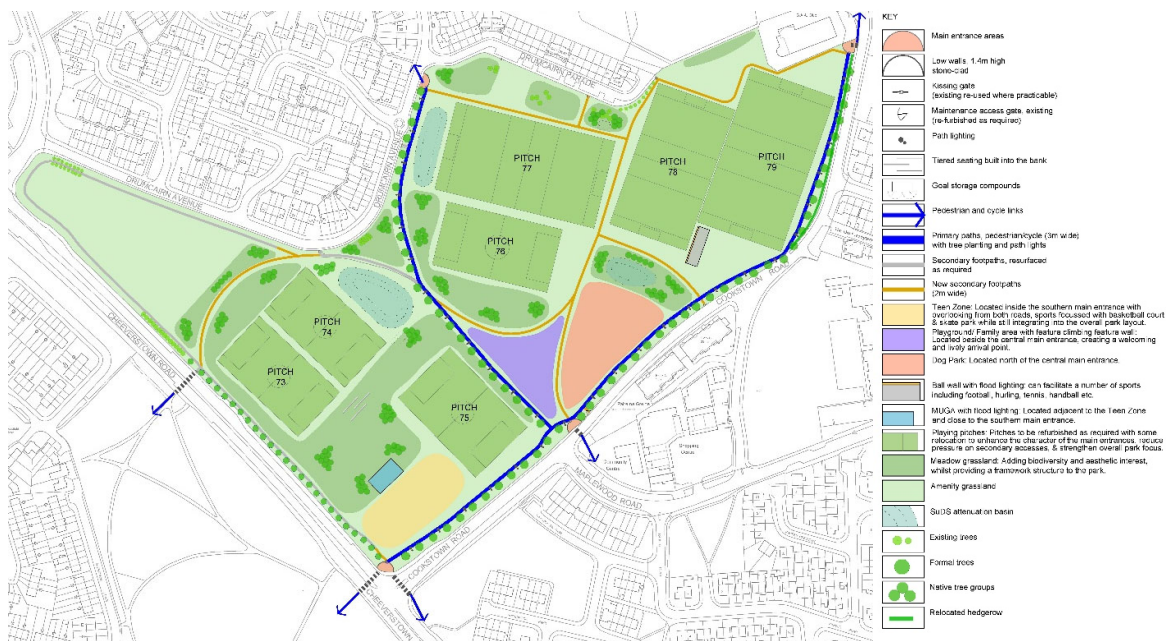 DRUMCAIRN AVENUE
PITCH
77
PITCH
78
PITCH
79
PITCH
76
DRUMCAIRN AVENUE
PITCH
74
PITCH
73
PITCH
75
CHEEVERSTOWN ROAD
COOKSTOWN ROAD
MAPLEWOOD ROAD
COOKSTOWN ROAD
KEY
Main entrance areas
Low walls, 1.4m high
stone-clad
Kissing gate
(existing re-used where practicable)
Maintenance access gate, existing
(re-furbished as required)
Path lighting
Tiered seating built into the bank
Goal storage compounds
Pedestrian and cycle links
Primary paths, pedestrian/cycle (3m wide)
with tree planting and path lights
Secondary footpaths, resurfaced
as required
New secondary footpaths
(2m wide)
Teen Zone: Located inside the southern main entrance with
overlooking from both roads, sports focussed with basketball court
& skate park while still integrating into the overall park layout.
Playground/ Family area with feature climbing feature wall:
Located beside the central main entrance, creating a welcoming
and lively arrival point.
Dog Park: Located north of the central main entrance.
Ball wall with flood lighting: can facilitate a number of sports
including football, hurling, tennis, handball etc.
MUGA with flood lighting: Located adjacent to the Teen Zone
and close to the southern main entrance.
Playing pitches: Pitches to be refurbished as required with some
relocation to enhance the character of the main entrances, reduce
pressure on secondary accesses, & strengthen overall park focus.
Meadow grassland: Adding biodiversity and aesthetic interest,
whilst providing a framework structure to the park.
Amenity grassland
SuDS attenuation basin
Existing trees
Formal trees
Native tree groups
Relocated hedgerow